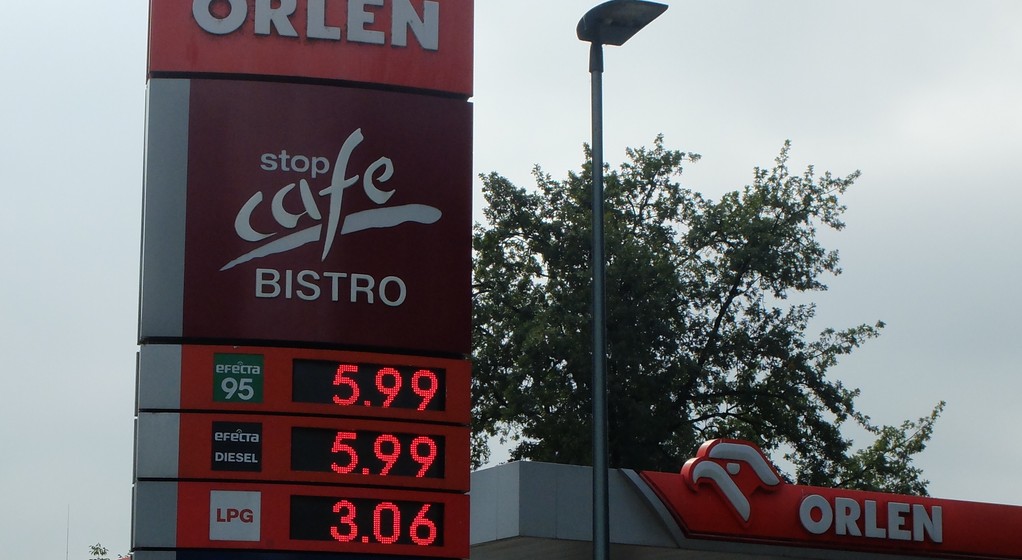 ORLEN
stop
cafe
BISTRO
efecta
95
5.99
efecta
DIESEL
5.99
LPG
3.06
ORLEN